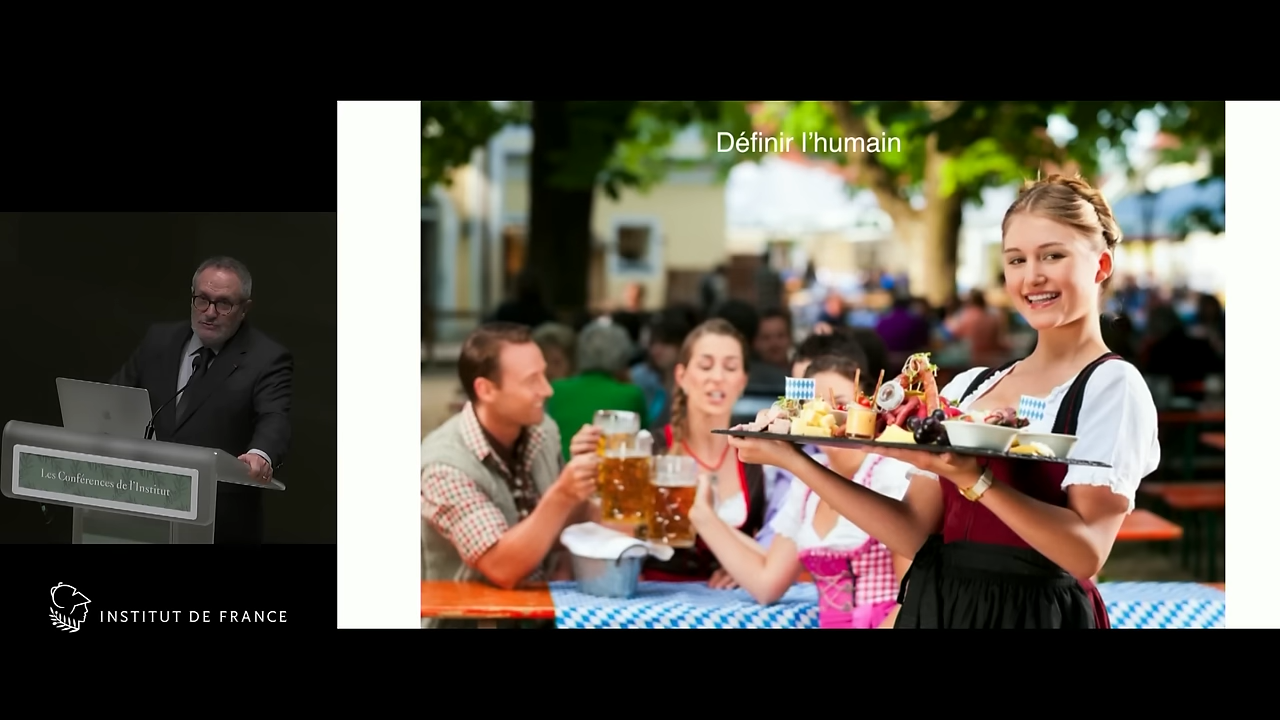 Définir l'humain
Les Conférences de l'Institut
INSTITUT DE FRANCE